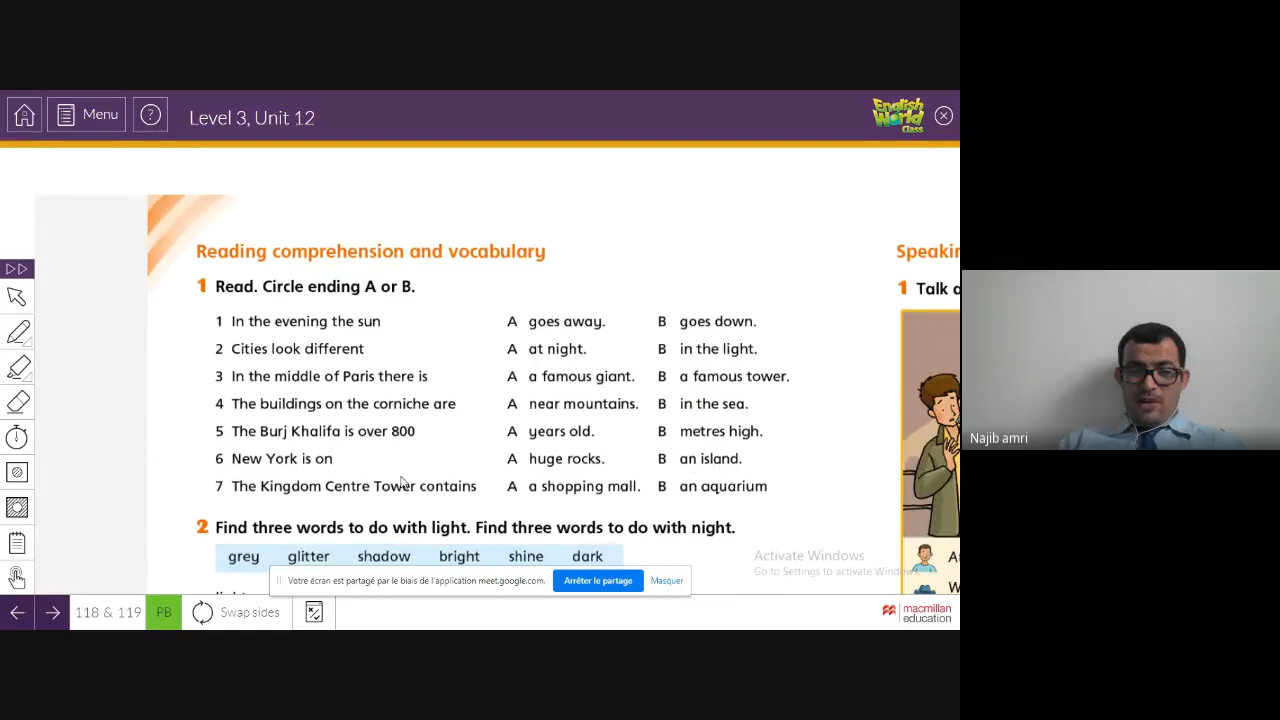 Menu
?
Level 3, Unit 12
English World Class
Reading comprehension and vocabulary
1 Read. Circle ending A or B.
1 In the evening the sun A goes away. B goes down.
2 Cities look different A at night. B in the light.
3 In the middle of Paris there is A a famous giant. B a famous tower.
4 The buildings on the corniche are A near mountains. B in the sea.
5 The Burj Khalifa is over 800 A years old. B metres high.
6 New York is on A huge rocks. B an island.
7 The Kingdom Centre Tower contains A a shopping mall. B an aquarium
2 Find three words to do with light. Find three words to do with night.
grey glitter shadow bright shine dark
Speakin
1 Talk a
A
W
Activate Windows
Go to Settings to activate Windows.
Votre écran est partagé par le biais de l'application meet.google.com. Arrêter le partage Masquer
118 & 119 PB Swap sides
macmillan education
Najib amri